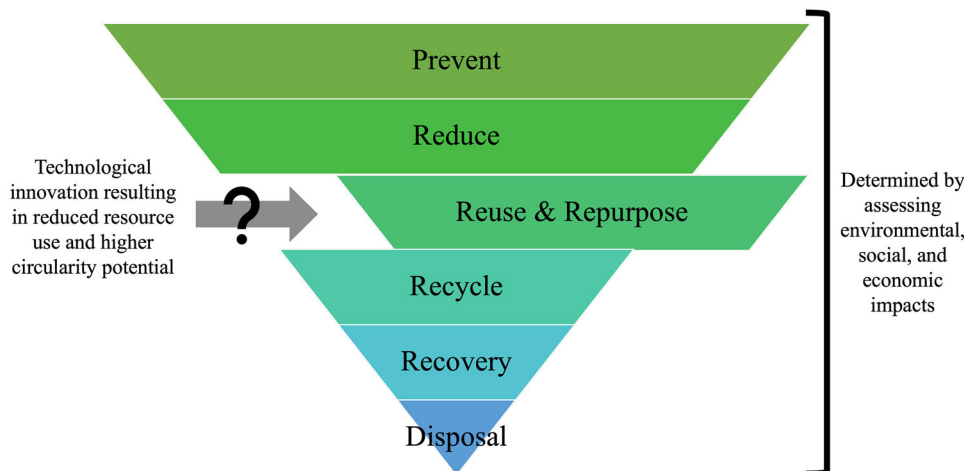 Prevent
Reduce
Technological
innovation resulting
in reduced resource
use and higher
circularity potential
?
Reuse & Repurpose
Recycle
Recovery
Disposal
Determined by
assessing
environmental,
social, and
economic
impacts